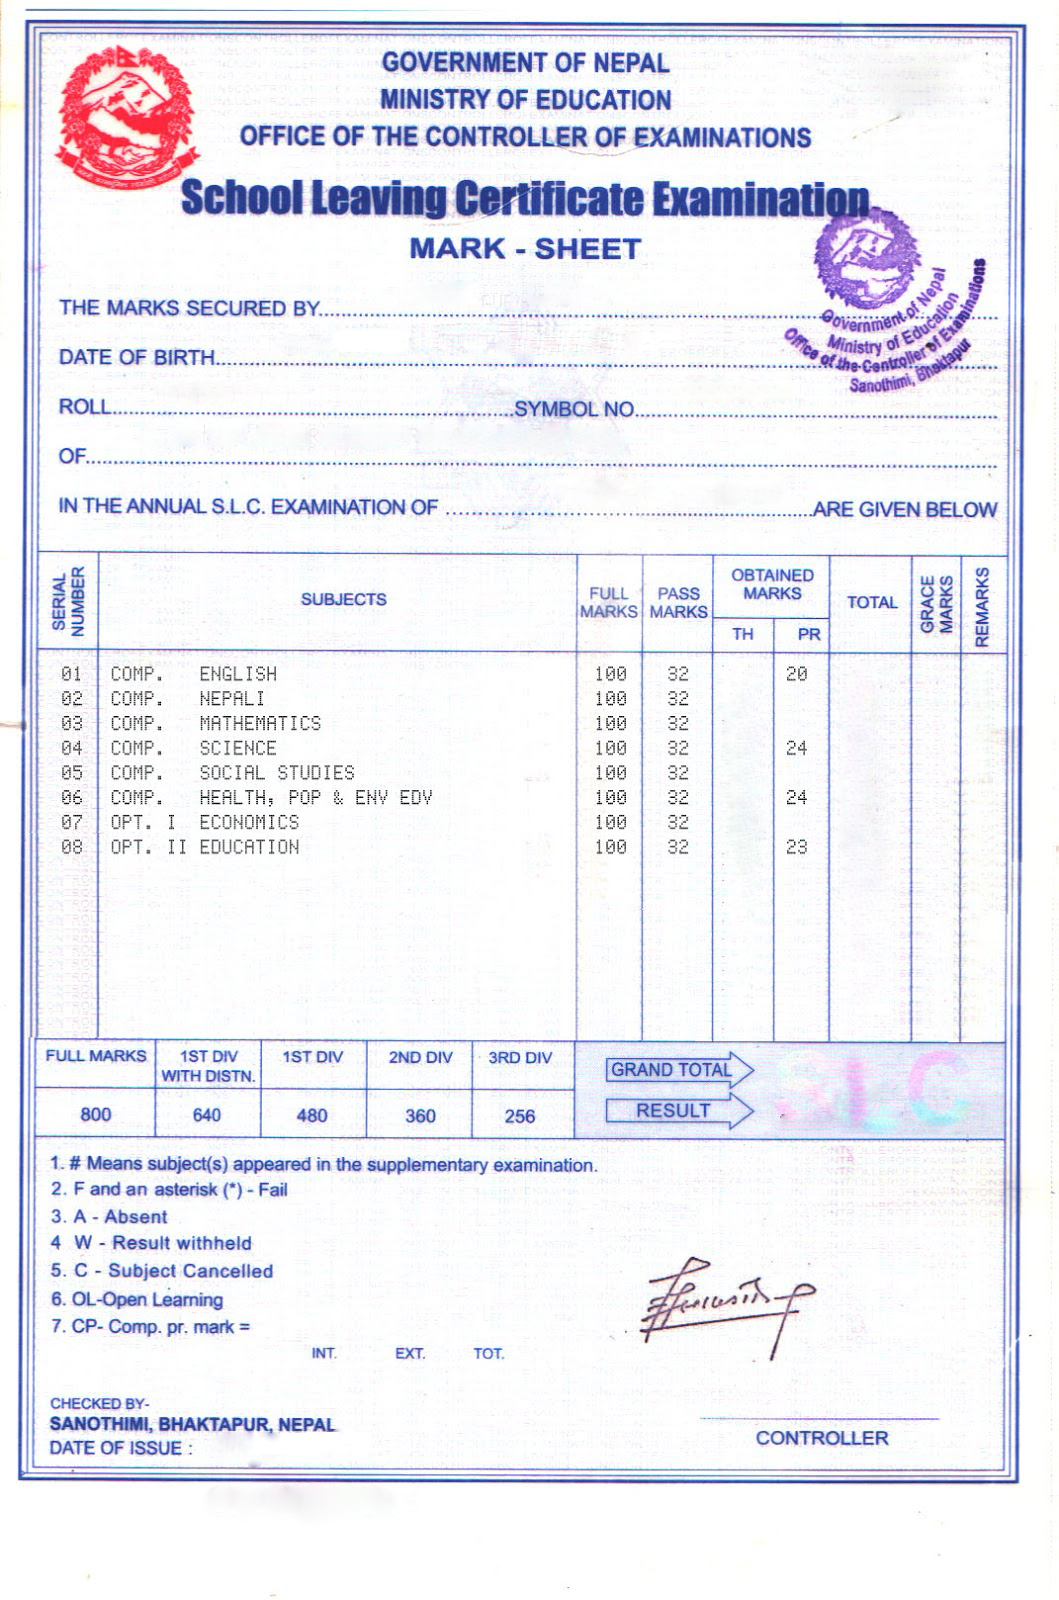 GOVERNMENT OF NEPAL
MINISTRY OF EDUCATION
OFFICE OF THE CONTROLLER OF EXAMINATIONS
School Leaving Certificate Examination
MARK - SHEET
Government of Nepal
Ministry of Education
Office of the Controller of Examinations
Sanothimi, Bhaktapur
THE MARKS SECURED BY
DATE OF BIRTH
ROLL SYMBOL NO
OF
IN THE ANNUAL S.L.C. EXAMINATION OF ARE GIVEN BELOW
SERIAL NUMBER SUBJECTS FULL MARKS PASS MARKS OBTAINED MARKS TH PR TOTAL GRACE MARKS REMARKS
01 COMP. ENGLISH 100 32 20
02 COMP. NEPALI 100 32
03 COMP. MATHEMATICS 100 32
04 COMP. SCIENCE 100 32 24
05 COMP. SOCIAL STUDIES 100 32
06 COMP. HEALTH, POP & ENV EDV 100 32 24
07 OPT. I ECONOMICS 100 32
08 OPT. II EDUCATION 100 32 23
FULL MARKS 1ST DIV WITH DISTN. 1ST DIV 2ND DIV 3RD DIV GRAND TOTAL SLC
800 640 480 360 256 RESULT
1. # Means subject(s) appeared in the supplementary examination.
2. F and an asterisk (*) - Fail
3. A - Absent
4 W - Result withheld
5. C - Subject Cancelled
6. OL-Open Learning
7. CP- Comp. pr. mark =
INT. EXT. TOT.
CHECKED BY-
SANOTHIMI, BHAKTAPUR, NEPAL
DATE OF ISSUE :
CONTROLLER